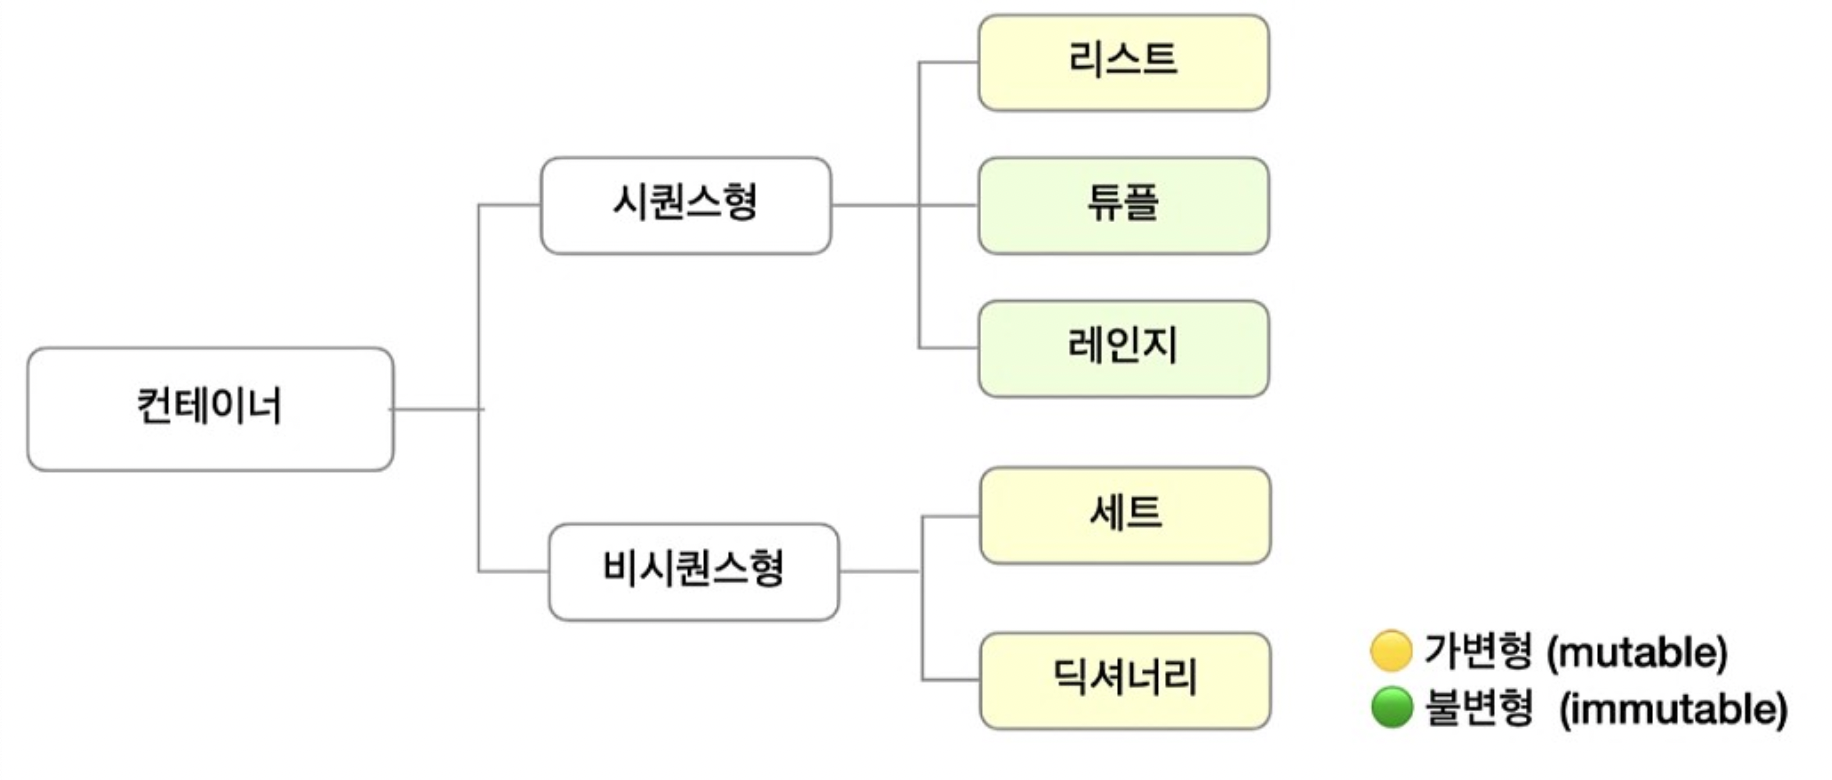 컨테이너
시퀀스형
리스트
튜플
레인지
비시퀀스형
세트
딕셔너리
가변형 (mutable)
불변형 (immutable)